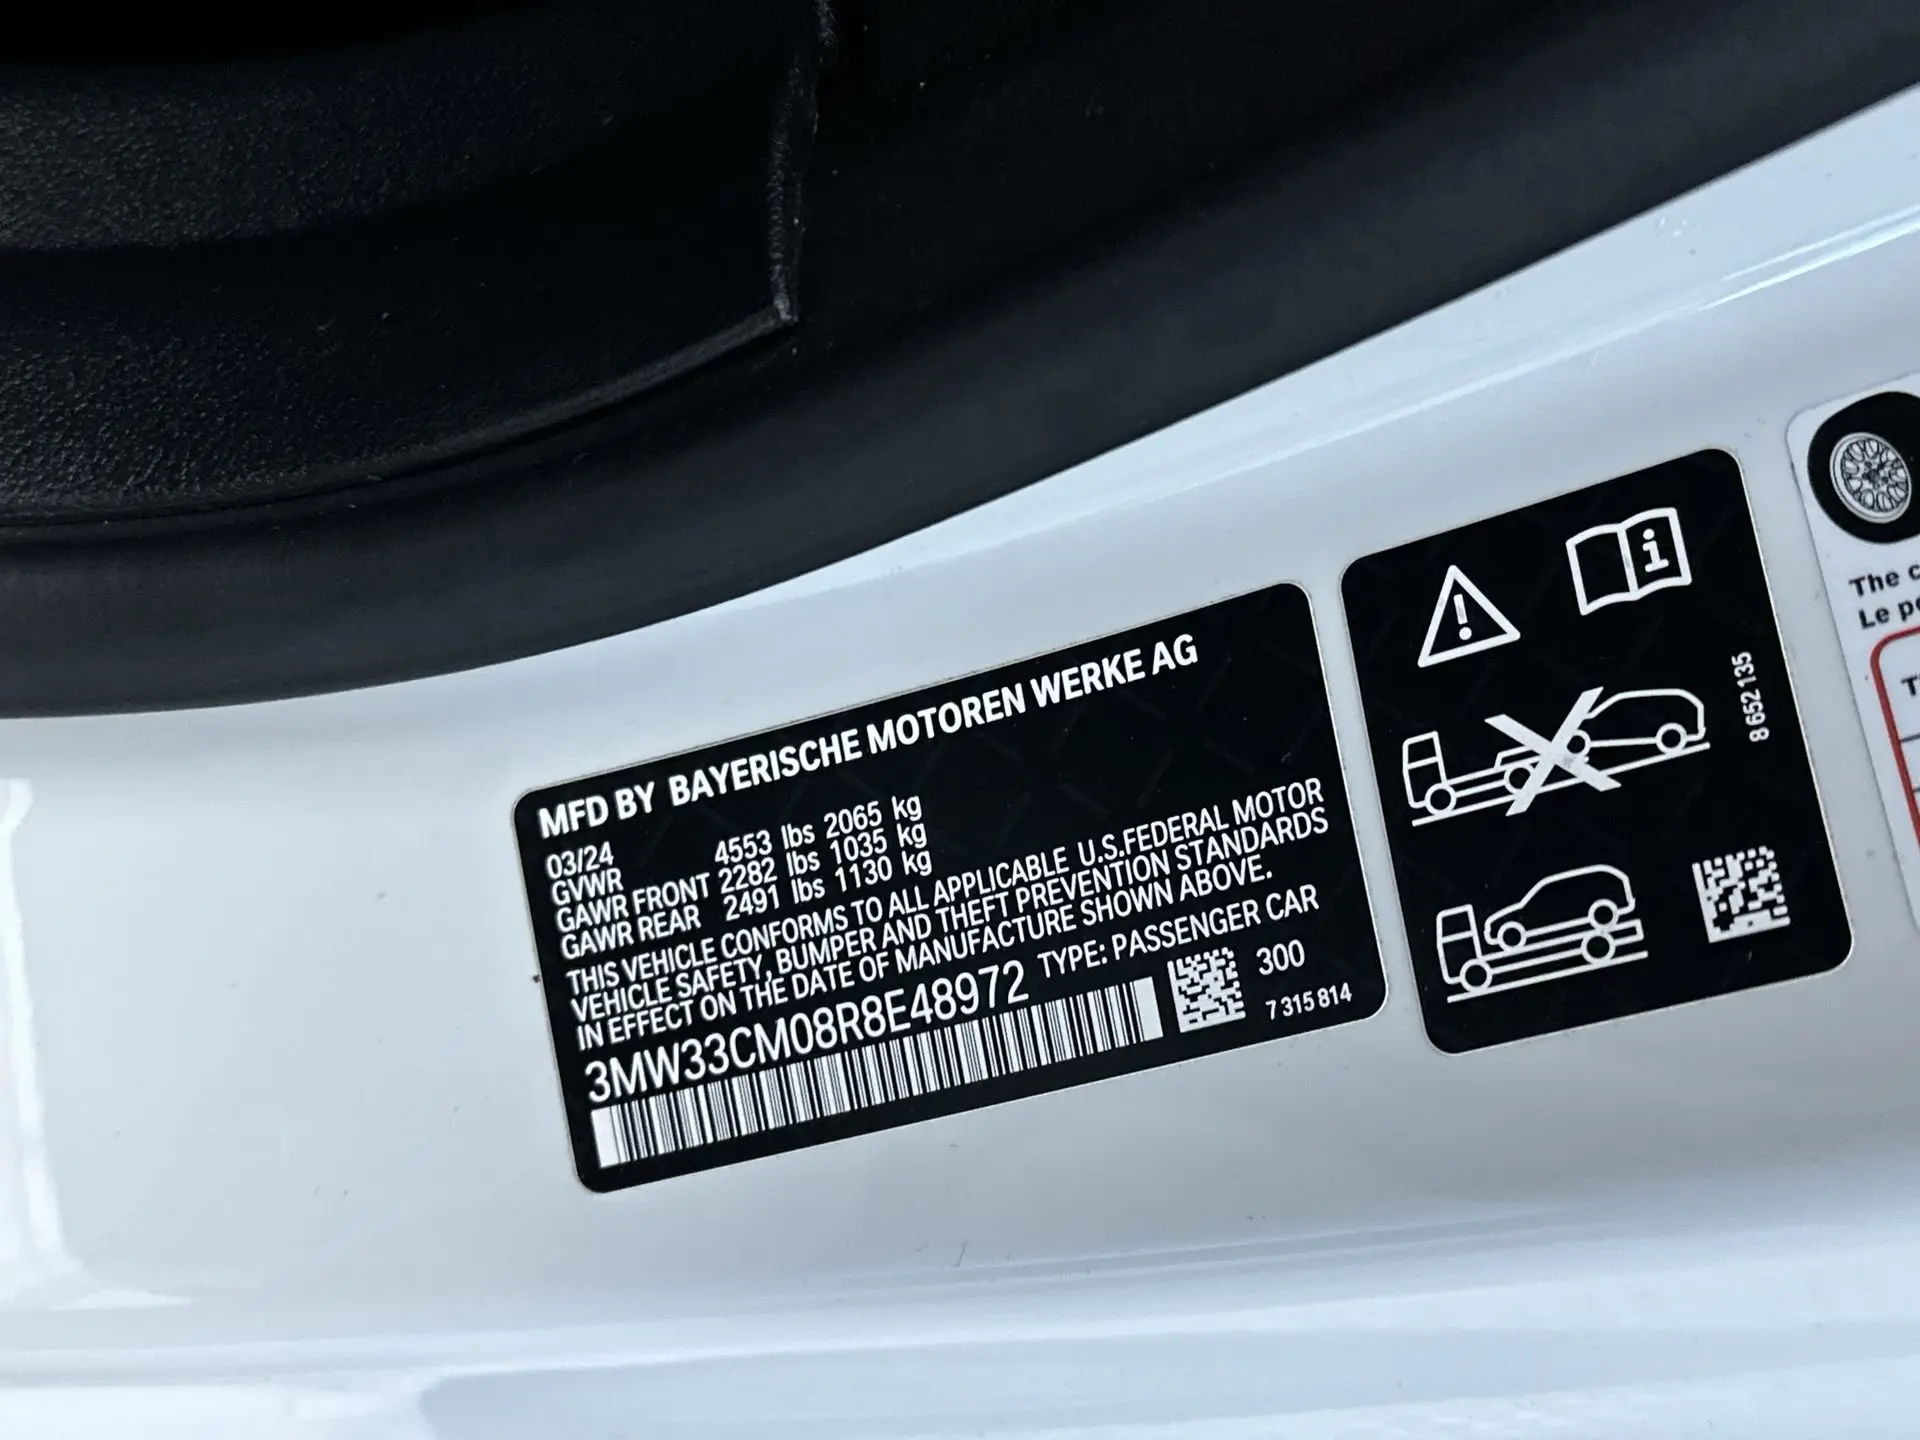 MFD BY BAYERISCHE MOTOREN WERKE AG
03/24
GVWR 4553 lbs 2065 kg
GAWR FRONT 2282 lbs 1035 kg
GAWR REAR 2491 lbs 1130 kg
THIS VEHICLE CONFORMS TO ALL APPLICABLE U.S.FEDERAL MOTOR
VEHICLE SAFETY, BUMPER AND THEFT PREVENTION STANDARDS
IN EFFECT ON THE DATE OF MANUFACTURE SHOWN ABOVE.
3MW33CM08R8E48972 TYPE: PASSENGER CAR
300
7 315 814
8 652 135
The
Le